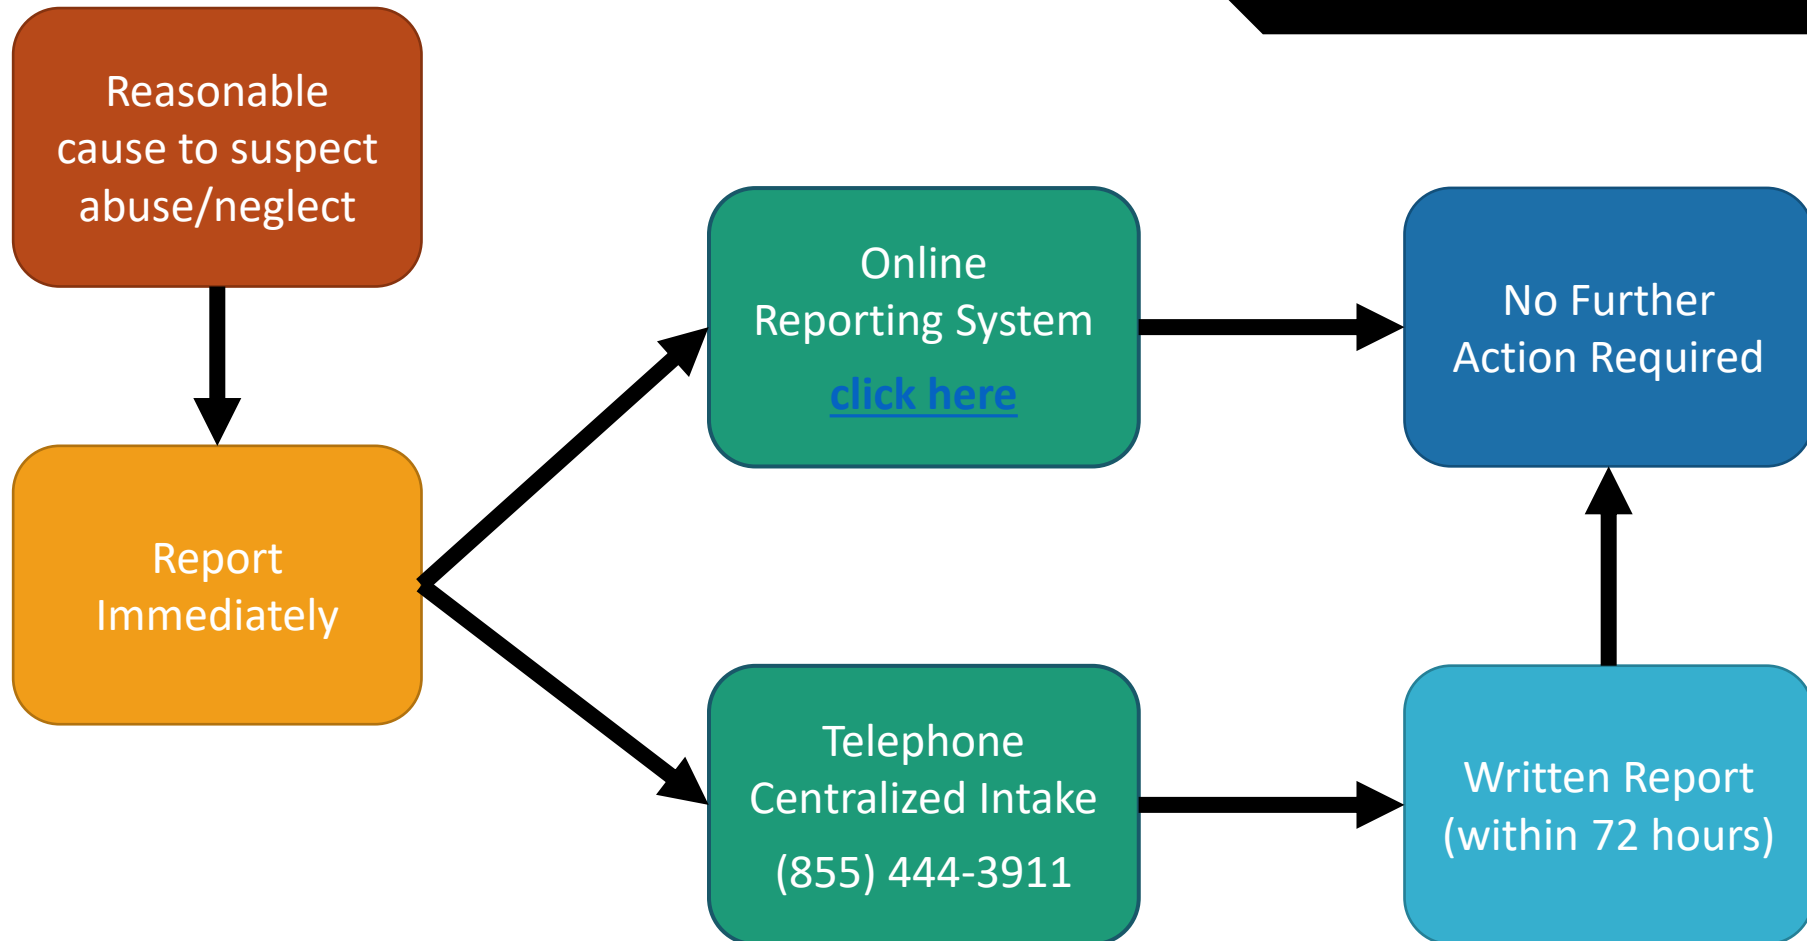 Reasonable
cause to suspect
abuse/neglect
Report
Immediately
Online
Reporting System
click here
Telephone
Centralized Intake
(855) 444-3911
No Further
Action Required
Written Report
(within 72 hours)